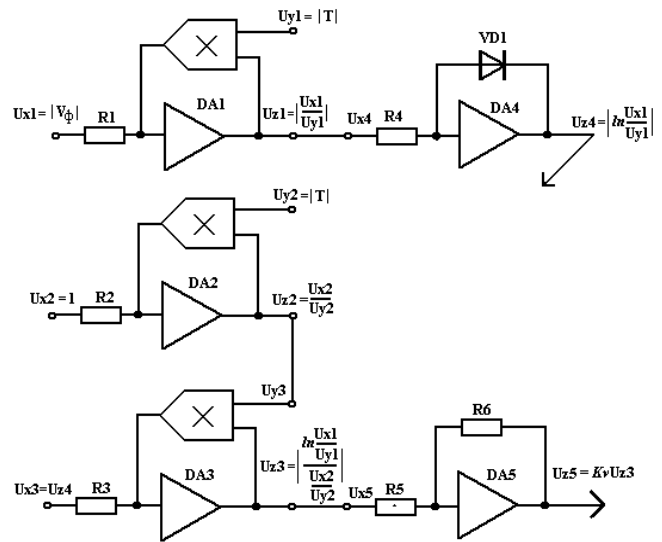 Uy1= |T|
VD1
Ux1= |Vф|
R1
DA1
Uz1= |Ux1/Uy1|
Ux4
R4
DA4
Uz4= |ln Ux1/Uy1|
Uy2= |T|
Ux2 = 1
R2
DA2
Uz2= Ux2/Uy2
Uy3
R6
Ux3=Uz4
R3
DA3
Uz3= |ln Ux1/Uy1 / Ux2/Uy2|
Ux5
R5
DA5
Uz5= KvUz3